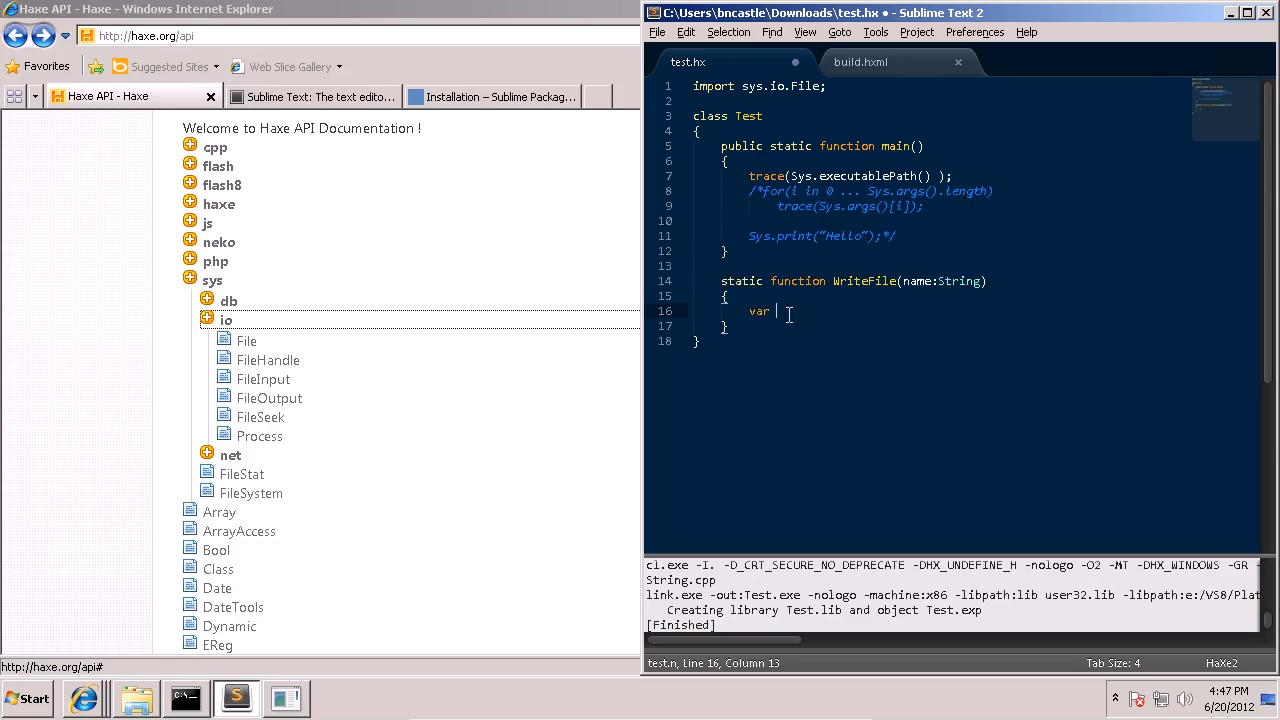 Haxe API - Haxe - Windows Internet Explorer
http://haxe.org/api
Favorites
Suggested Sites
Web Slice Gallery
Haxe API - Haxe
Sublime Text: edito...
Installati Packag...
Welcome to Haxe API Documentation !
cpp
flash
flash8
haxe
js
neko
php
sys
db
io
File
FileHandle
FileInput
FileOutput
FileSeek
Process
net
FileStat
FileSystem
Array
ArrayAccess
Bool
Class
Date
DateTools
Dynamic
EReg
http://haxe.org/api#
C:\Users\bncastle\Downloads\test.hx • - Sublime Text 2
File Edit Selection Find View Goto Tools Project Preferences Help
test.hx
build.hxml
1 import io.File;
2
3 class Test
4 {
5 public static function main()
6 {
7 trace(Sys.executablePath() );
8 /*for(i in 0 ... Sys.args().length)
9 trace(Sys.args()[i]);
10
11 Sys.print("Hello");*/
12 }
13
14 static function WriteFile(name:String)
15 {
16 var
17 }
18 }
cl.exe -I. -D_CRT_SECURE_NO_DEPRECATE -DHX_UNDEFINE_H -nologo -O2 -MT -DHX_WINDOWS -GR -
String.cpp
link.exe -out:Test.exe -nologo -machine:x86 -libpath:lib user32.lib -libpath:e:/VS8/Plat
Creating library Test.lib and object Test.exp
[Finished]
test.n, Line 16, Column 13
Tab Size: 4
HaXe2
Start
4:47 PM
6/20/2012